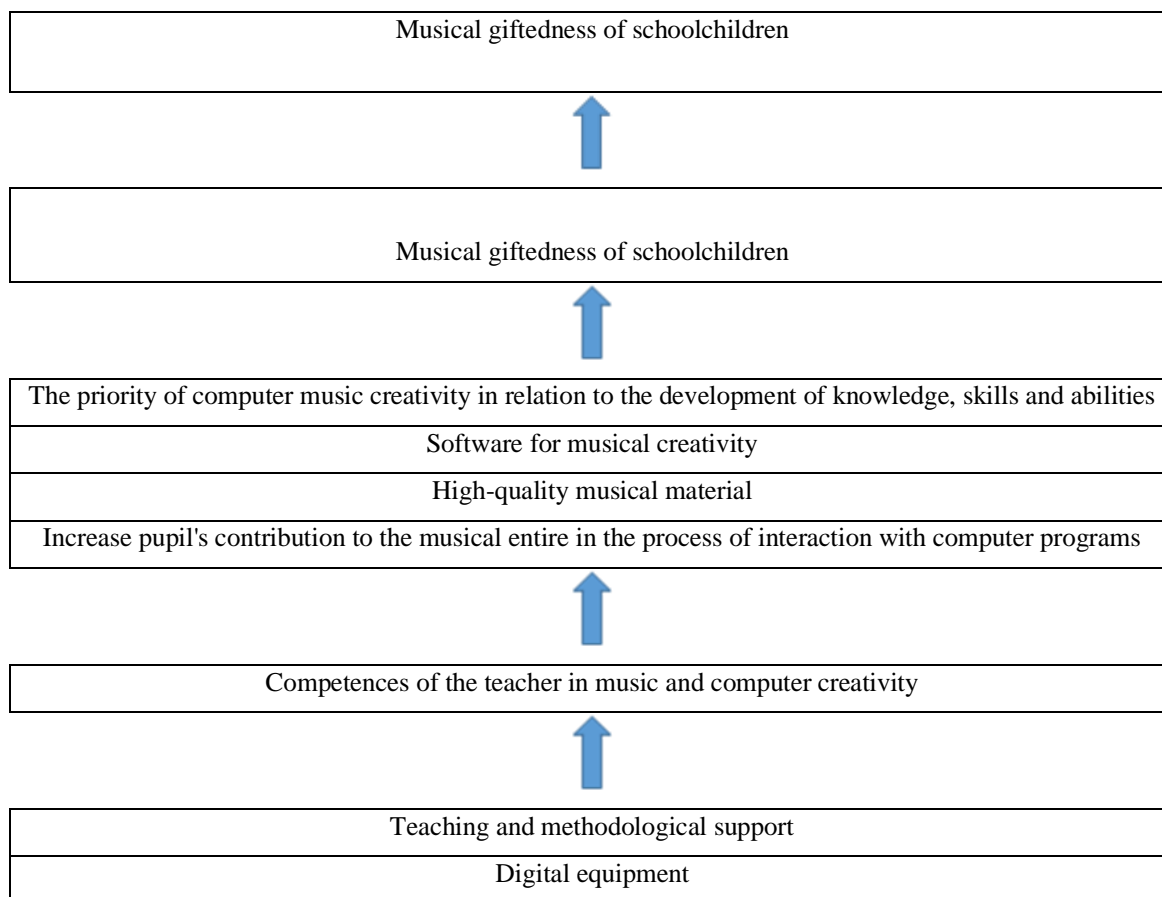 Musical giftedness of schoolchildren
Musical giftedness of schoolchildren
The priority of computer music creativity in relation to the development of knowledge, skills and abilities
Software for musical creativity
High-quality musical material
Increase pupil's contribution to the musical entire in the process of interaction with computer programs
Competences of the teacher in music and computer creativity
Teaching and methodological support
Digital equipment